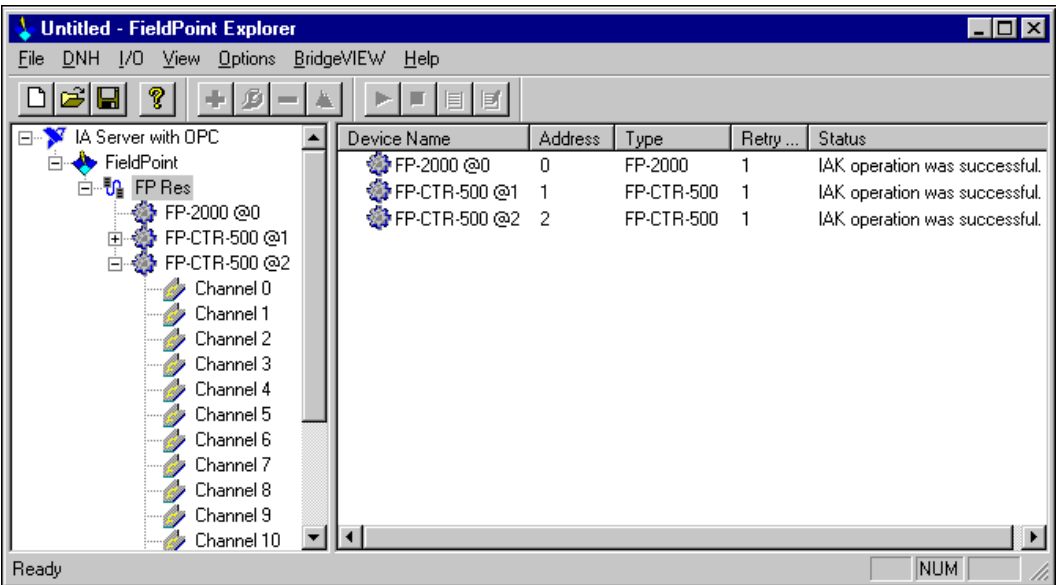 Untitled - FieldPoint Explorer
File DNH I/O View Options BridgeVIEW Help
IA Server with OPC
FieldPoint
FP Res
FP-2000 @0
FP-CTR-500 @1
FP-CTR-500 @2
Channel 0
Channel 1
Channel 2
Channel 3
Channel 4
Channel 5
Channel 6
Channel 7
Channel 8
Channel 9
Channel 10
Device Name Address Type Retry ... Status
FP-2000 @0 0 FP-2000 1 IAK operation was successful.
FP-CTR-500 @1 1 FP-CTR-500 1 IAK operation was successful.
FP-CTR-500 @2 2 FP-CTR-500 1 IAK operation was successful.
Ready NUM